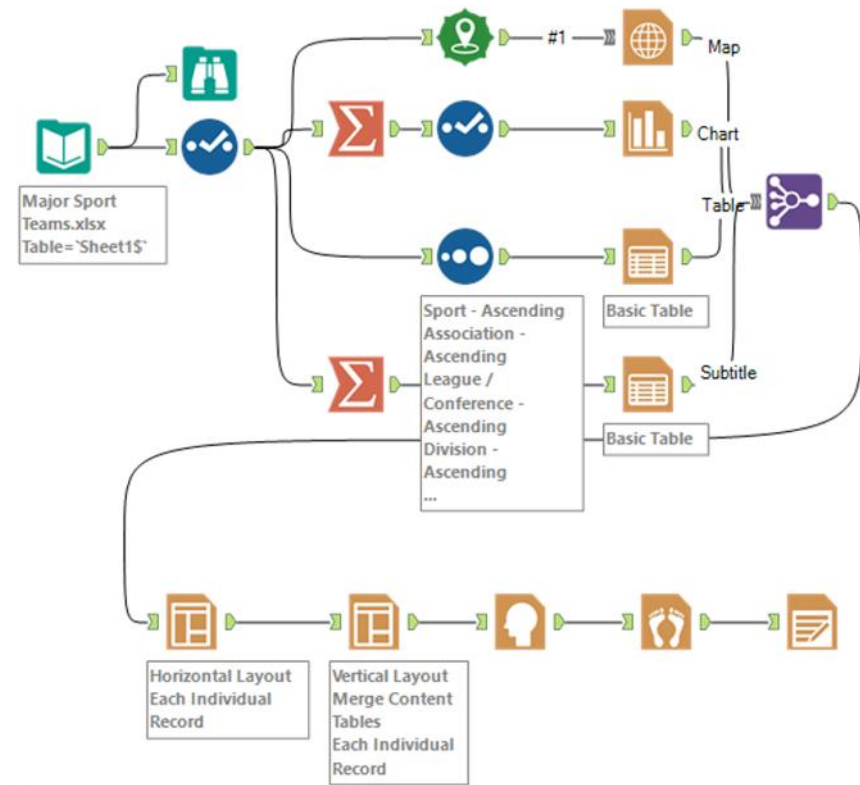 #1
Map
Chart
Table
Major Sport
Teams.xlsx
Table=`Sheet1$`
Sport - Ascending
Association -
Ascending
League /
Conference -
Ascending
Division -
Ascending
...
Basic Table
Subtitle
Basic Table
Horizontal Layout
Each Individual
Record
Vertical Layout
Merge Content
Tables
Each Individual
Record